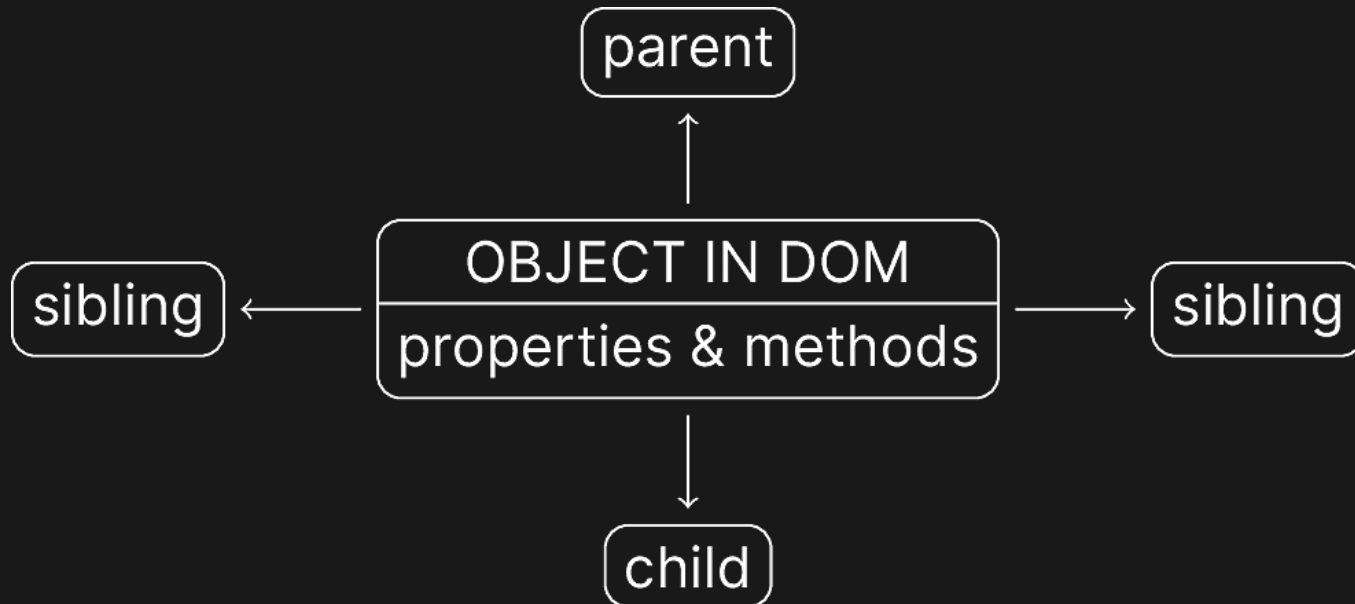 parent
OBJECT IN DOM
sibling
sibling
properties & methods
child